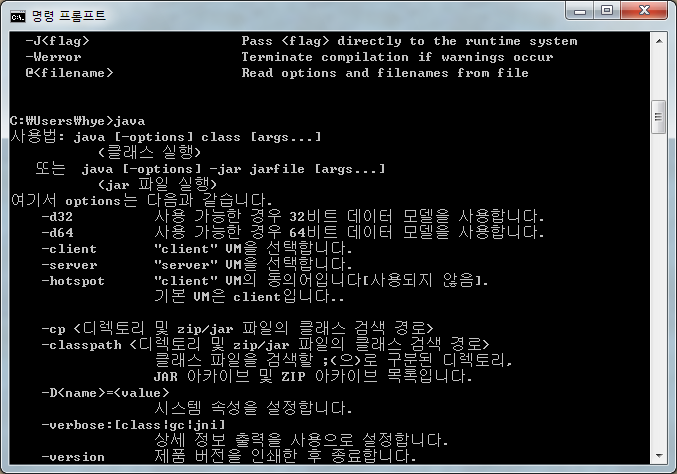 명령 프롬프트
-J<flag> Pass <flag> directly to the runtime system
-Werror Terminate compilation if warnings occur
@<filename> Read options and filenames from file
C:₩Users₩hye>java
사용법: java [-options] class [args...]
(클래스 실행)
또는 java [-options] -jar jarfile [args...]
(jar 파일 실행)
여기서 options는 다음과 같습니다.
-d32 사용 가능한 경우 32비트 데이터 모델을 사용합니다.
-d64 사용 가능한 경우 64비트 데이터 모델을 사용합니다.
-client "client" VM을 선택합니다.
-server "server" VM을 선택합니다.
-hotspot "client" VM의 동의어입니다[사용되지 않음].
기본 VM은 client입니다..
-cp <디렉토리 및 zip/jar 파일의 클래스 검색 경로>
-classpath <디렉토리 및 zip/jar 파일의 클래스 검색 경로>
클래스 파일을 검색할 ;(으)로 구분된 디렉토리,
JAR 아카이브 및 ZIP 아카이브 목록입니다.
-D<name>=<value>
시스템 속성을 설정합니다.
-verbose:[class|gc|jni]
상세 정보 출력을 사용으로 설정합니다.
-version 제품 버전을 인쇄한 후 종료합니다.